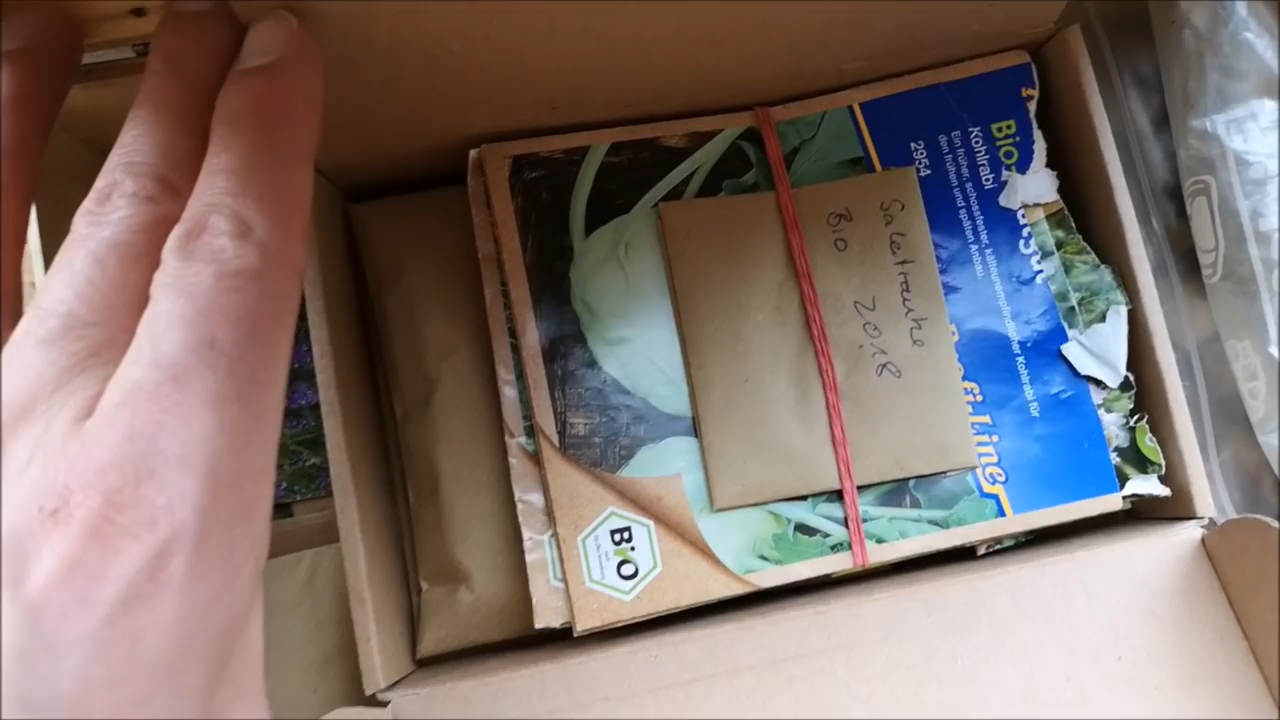 Bio
Kohlrabi
Ein früher, schossfester, kälteunempfindlicher Kohlrabi für
den frühen und späten Anbau.
2954
Profi.Line
Salatrauke
Bio 2018
BiO